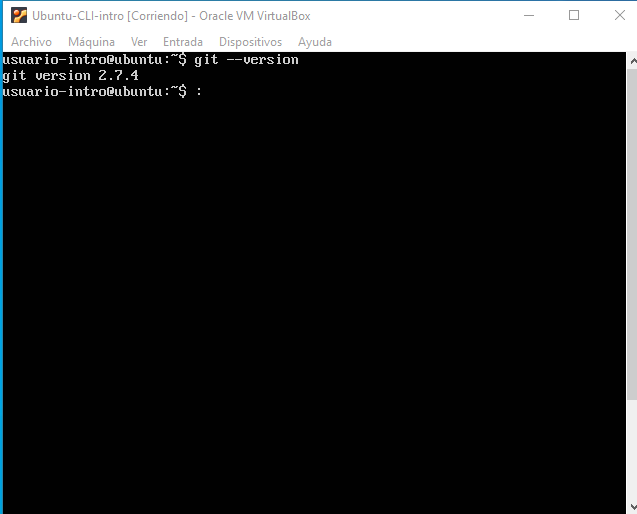 Ubuntu-CLI-intro [Corriendo] - Oracle VM VirtualBox
Archivo Máquina Ver Entrada Dispositivos Ayuda
usuario-intro@ubuntu:~$ git --version
git version 2.7.4
usuario-intro@ubuntu:~$ :